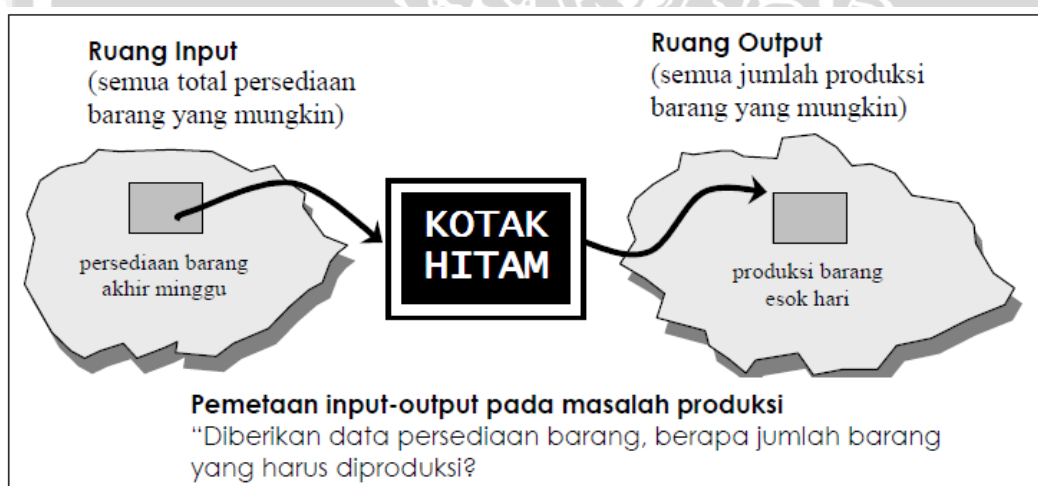 Ruang Input
(semua total persediaan
barang yang mungkin)
Ruang Output
(semua jumlah produksi
barang yang mungkin)
persediaan barang
akhir minggu
KOTAK
HITAM
produksi barang
esok hari
Pemetaan input-output pada masalah produksi
“Diberikan data persediaan barang, berapa jumlah barang
yang harus diproduksi?